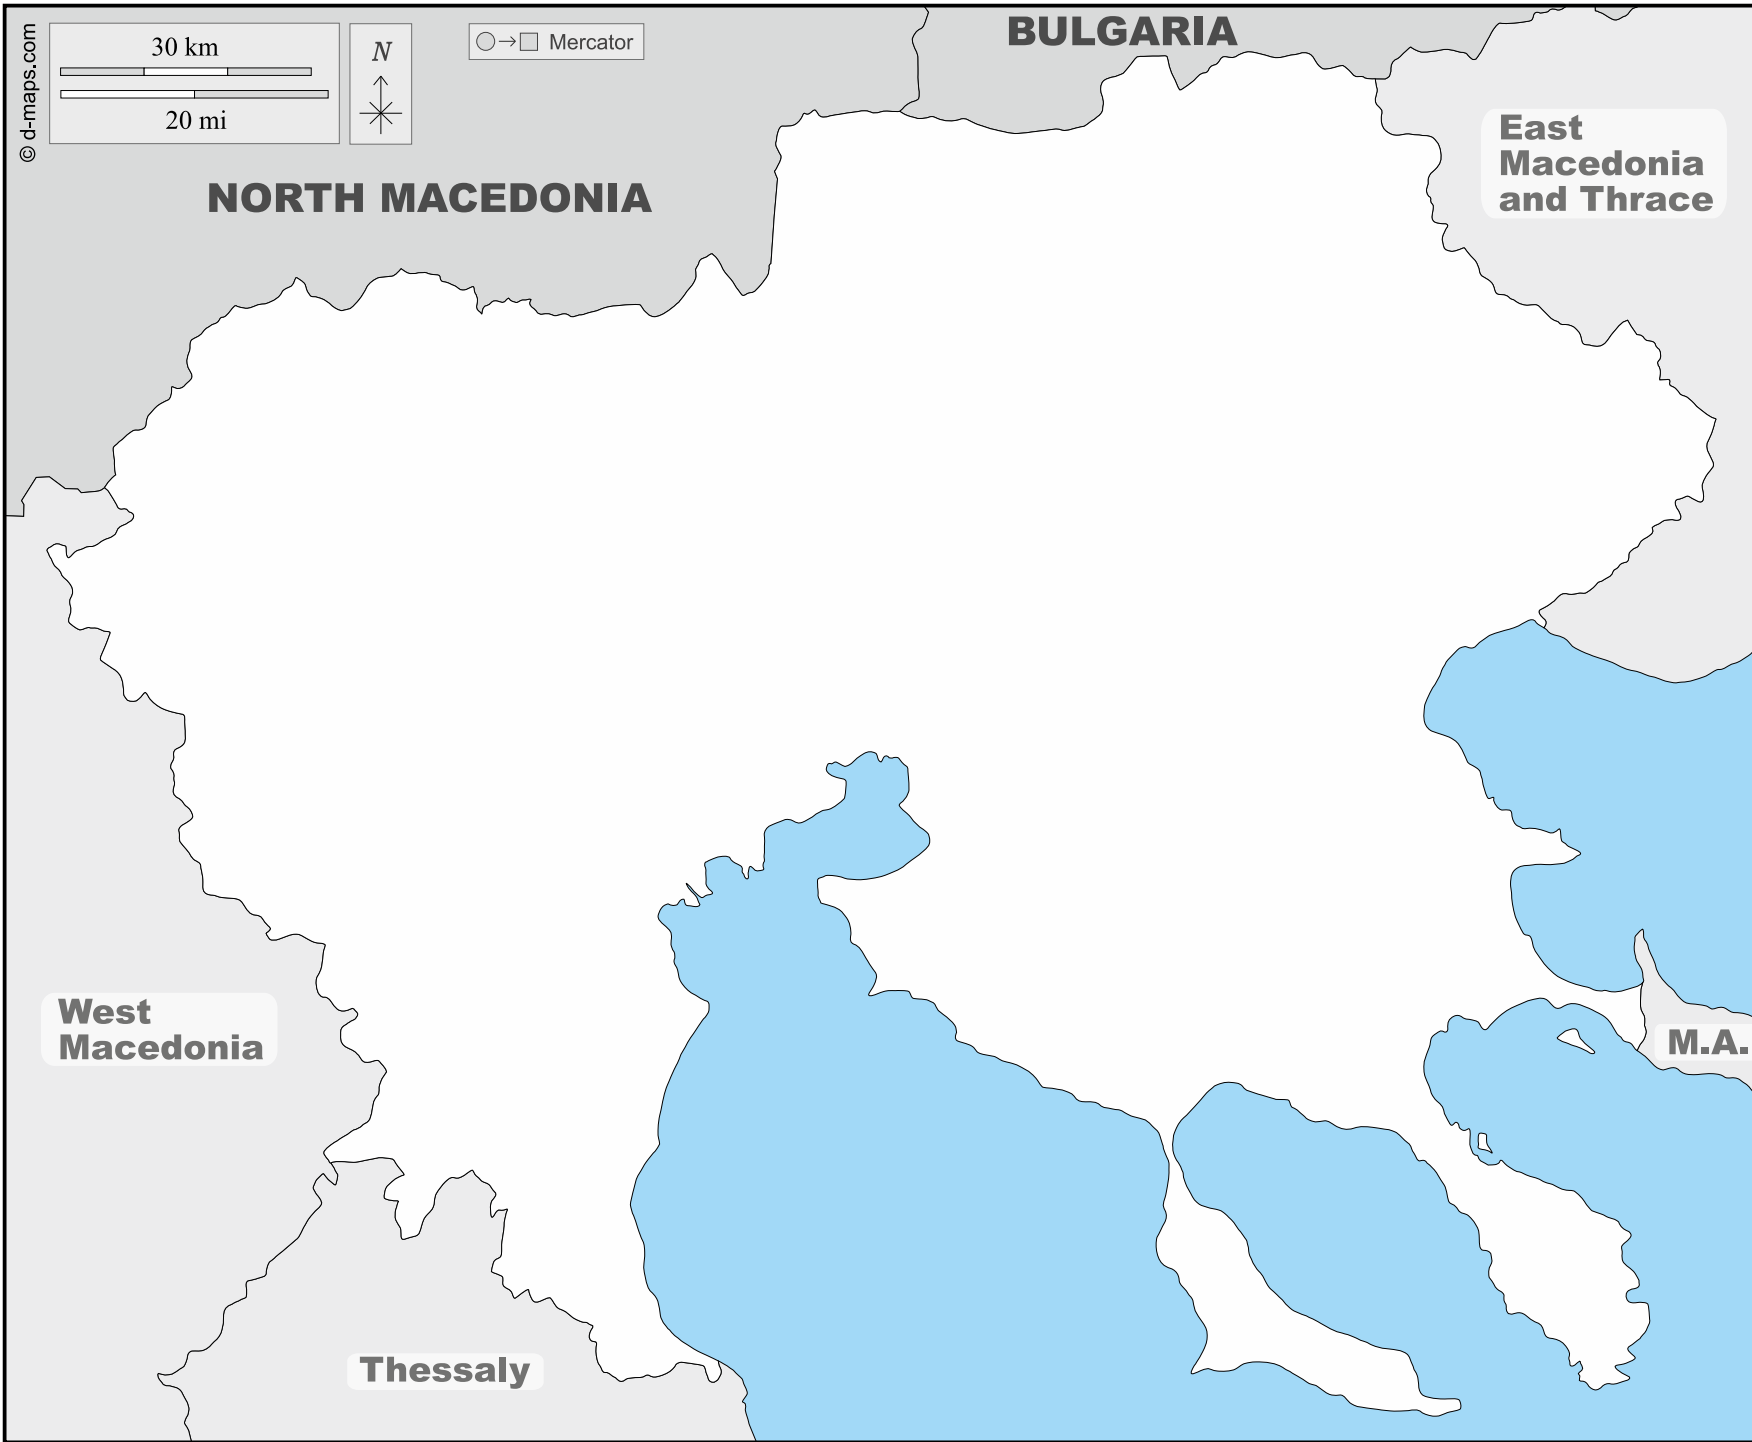 © d-maps.com
30 km
20 mi
N
Mercator
BULGARIA
NORTH MACEDONIA
East
Macedonia
and Thrace
West
Macedonia
M.A.
Thessaly